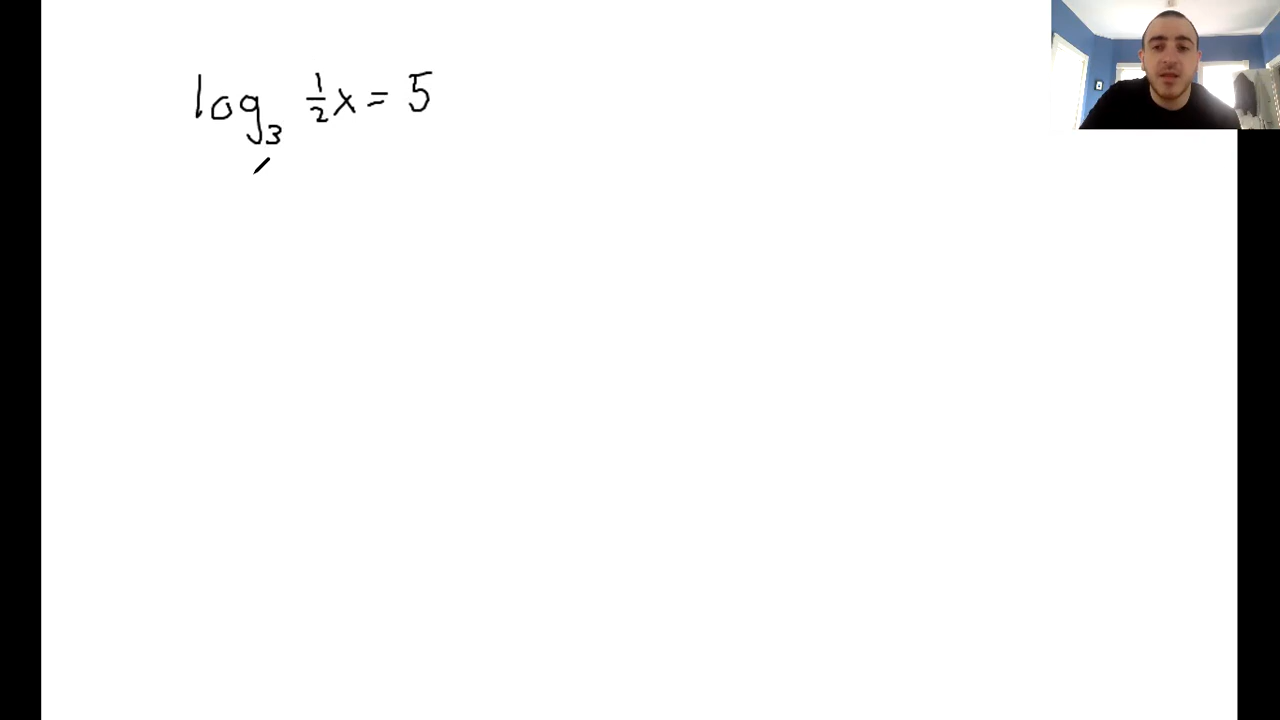 log₃ ½x = 5